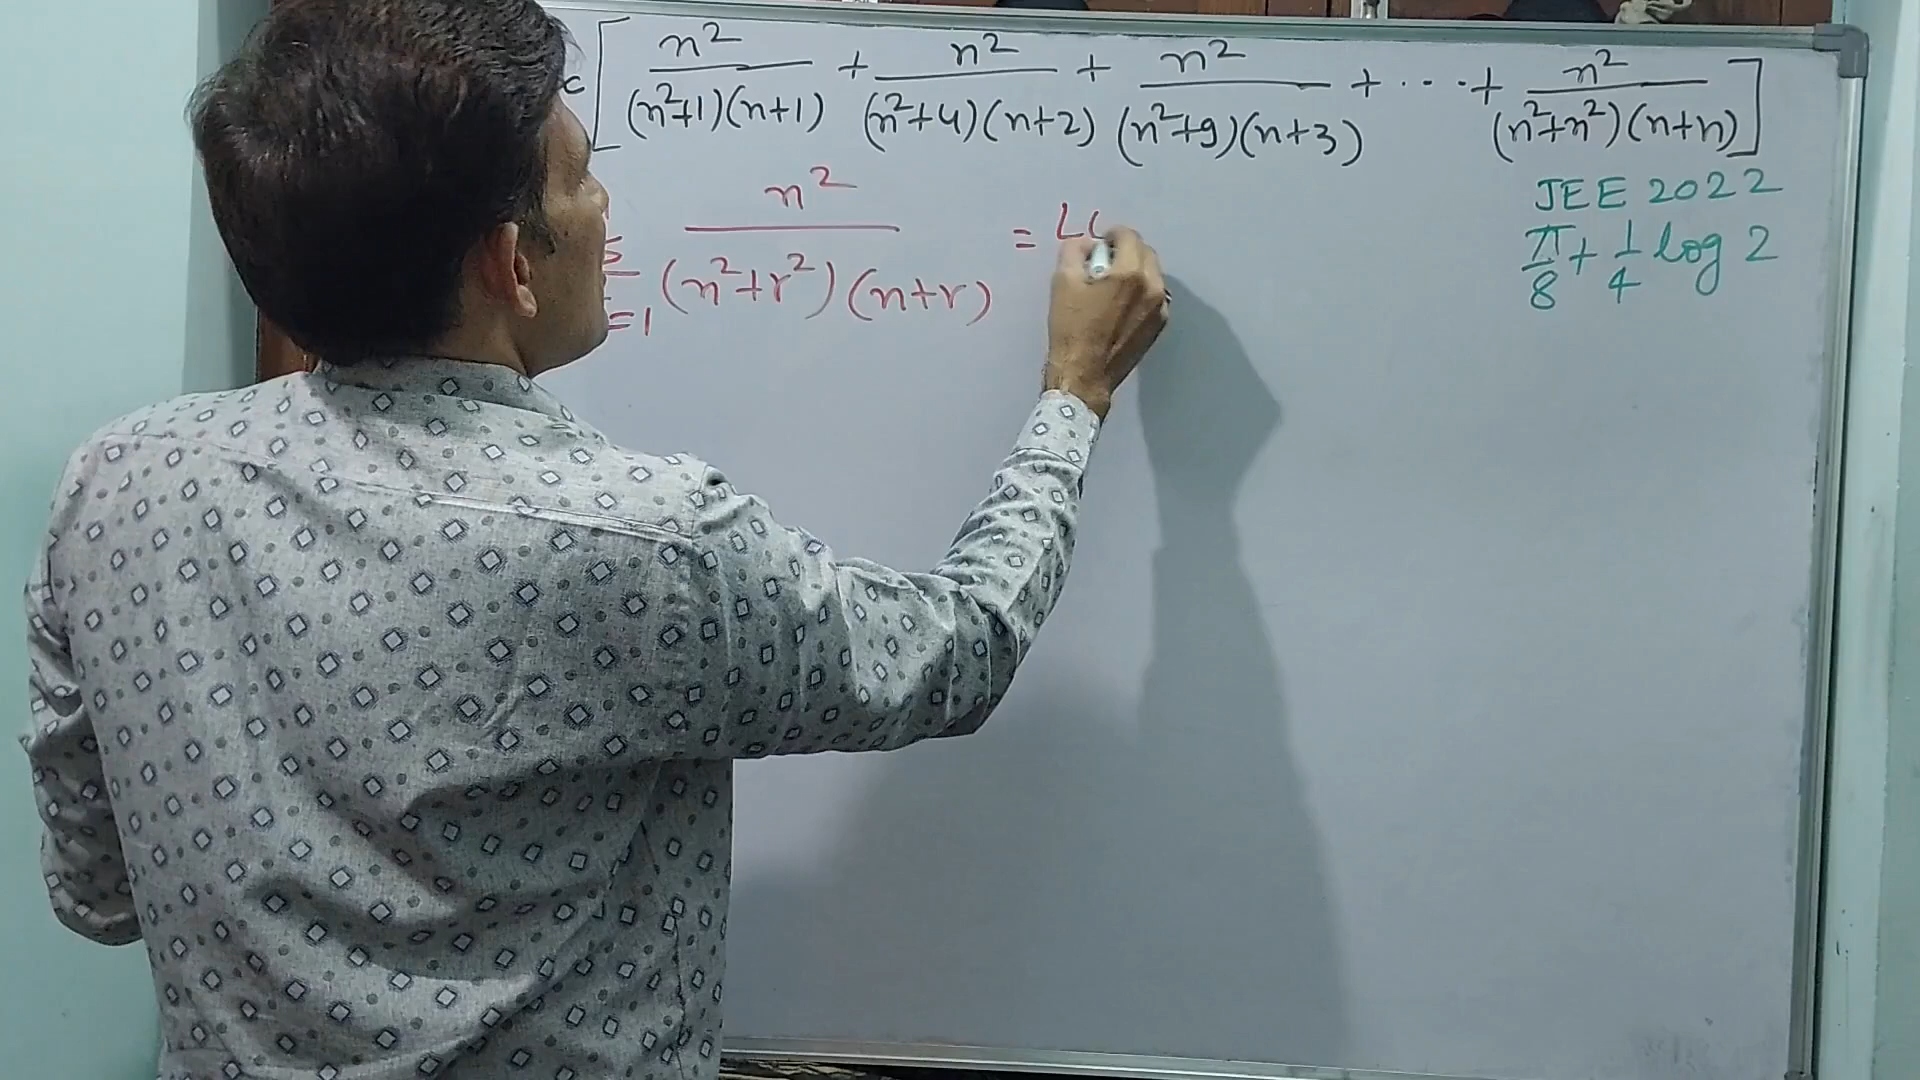 [n²/((n²+1)(n+1)) + n²/((n²+4)(n+2)) + n²/((n²+9)(n+3)) + ... + n²/((n²+n²)(n+n))]
JEE 2022
π/8 + 1/4 log 2
=1 n²/((n²+r²)(n+r)) =